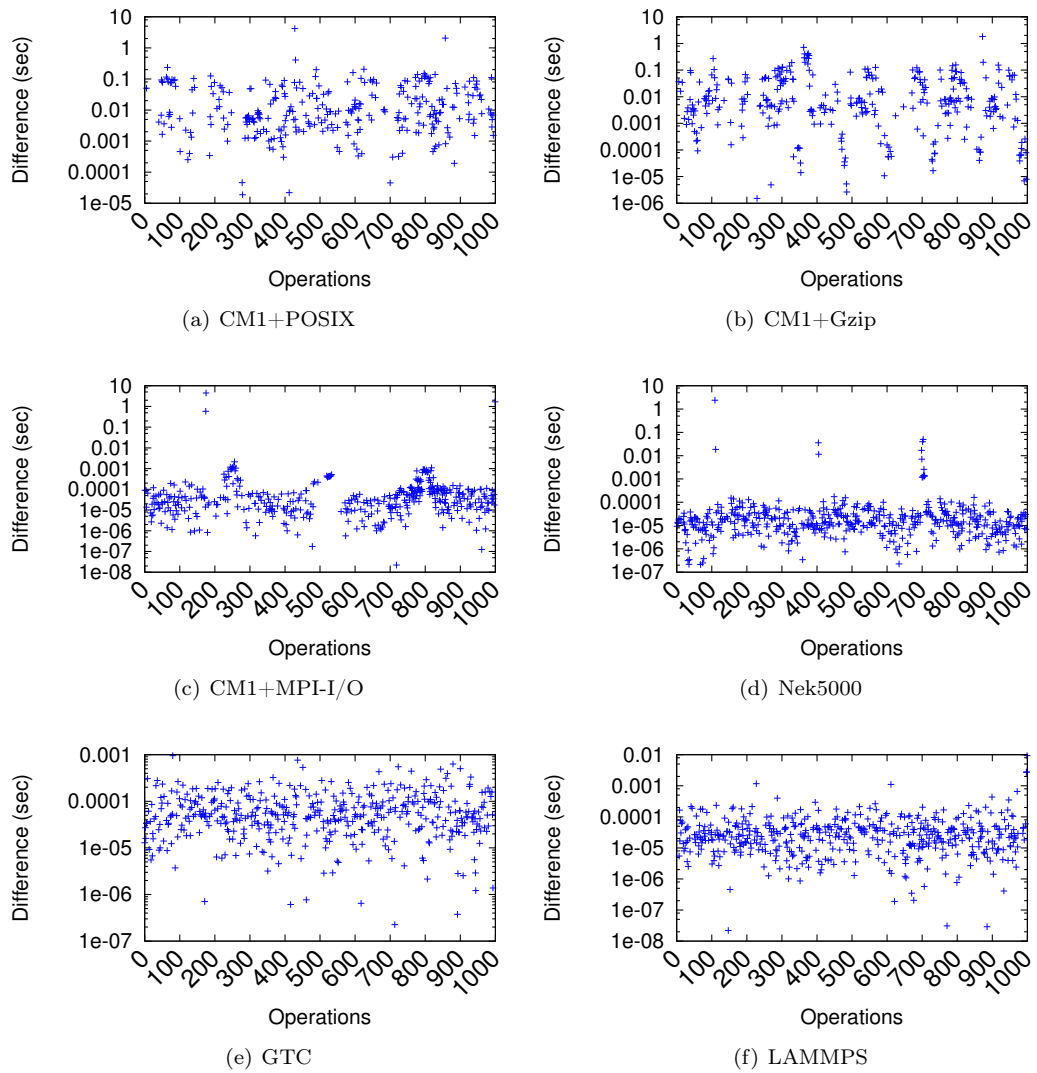 Difference (sec)
10
1
0.1
0.01
0.001
0.0001
1e-05
0 100 200 300 400 500 600 700 800 900 1000
Operations
(a) CM1+POSIX
Difference (sec)
10
1
0.1
0.01
0.001
0.0001
1e-05
1e-06
0 100 200 300 400 500 600 700 800 900 1000
Operations
(b) CM1+Gzip
Difference (sec)
10
1
0.1
0.01
0.001
0.0001
1e-05
1e-06
1e-07
1e-08
0 100 200 300 400 500 600 700 800 900 1000
Operations
(c) CM1+MPI-I/O
Difference (sec)
10
1
0.1
0.01
0.001
0.0001
1e-05
1e-06
1e-07
0 100 200 300 400 500 600 700 800 900 1000
Operations
(d) Nek5000
Difference (sec)
0.001
0.0001
1e-05
1e-06
1e-07
0 100 200 300 400 500 600 700 800 900 1000
Operations
(e) GTC
Difference (sec)
0.01
0.001
0.0001
1e-05
1e-06
1e-07
1e-08
0 100 200 300 400 500 600 700 800 900 1000
Operations
(f) LAMMPS